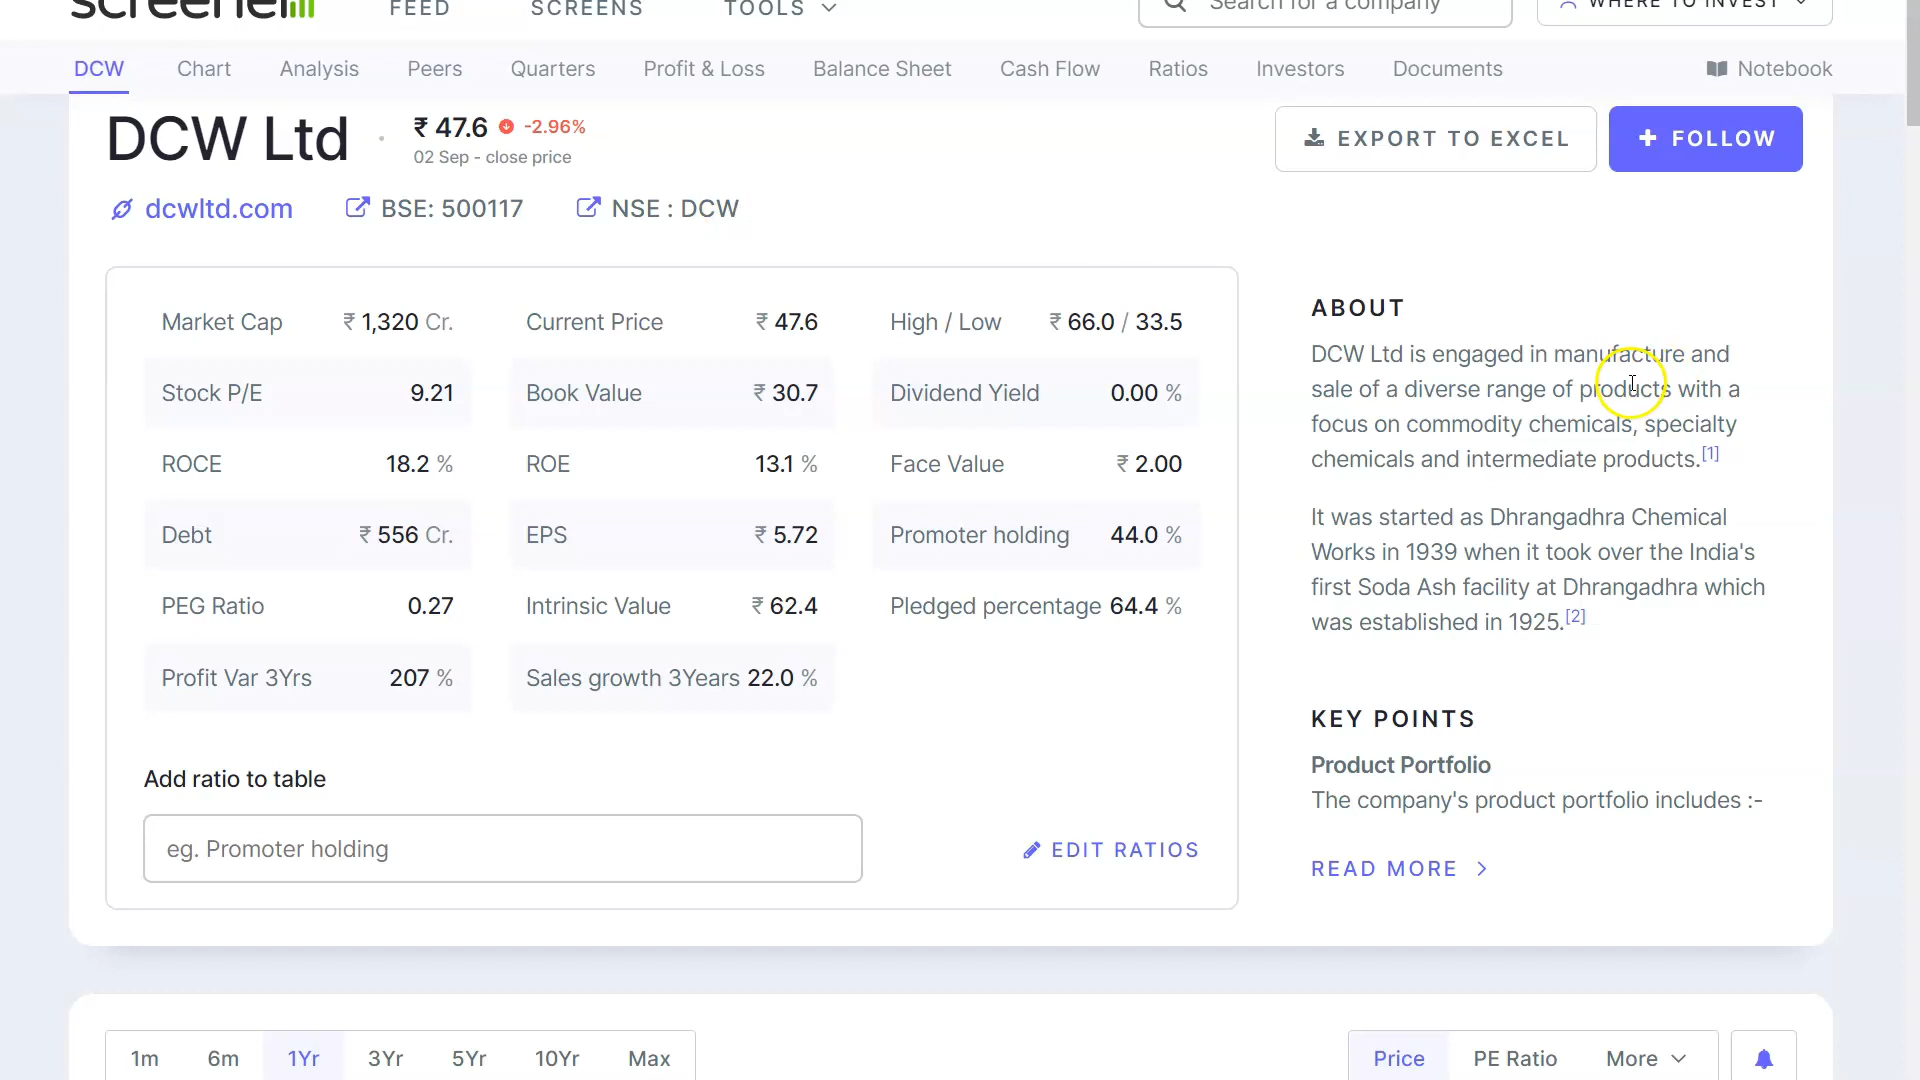 screener
FEED
SCREENS
TOOLS
Search for a company
WHERE TO INVEST
DCW
Chart
Analysis
Peers
Quarters
Profit & Loss
Balance Sheet
Cash Flow
Ratios
Investors
Documents
Notebook
DCW Ltd
₹ 47.6 -2.96%
02 Sep - close price
EXPORT TO EXCEL
FOLLOW
dcwltd.com
BSE: 500117
NSE : DCW
Market Cap ₹ 1,320 Cr.
Current Price ₹ 47.6
High / Low ₹ 66.0 / 33.5
Stock P/E 9.21
Book Value ₹ 30.7
Dividend Yield 0.00 %
ROCE 18.2 %
ROE 13.1 %
Face Value ₹ 2.00
Debt ₹ 556 Cr.
EPS ₹ 5.72
Promoter holding 44.0 %
PEG Ratio 0.27
Intrinsic Value ₹ 62.4
Pledged percentage 64.4 %
Profit Var 3Yrs 207 %
Sales growth 3Years 22.0 %
Add ratio to table
eg. Promoter holding
EDIT RATIOS
ABOUT
DCW Ltd is engaged in manufacture and
sale of a diverse range of products with a
focus on commodity chemicals, specialty
chemicals and intermediate products.[1]
It was started as Dhrangadhra Chemical
Works in 1939 when it took over the India's
first Soda Ash facility at Dhrangadhra which
was established in 1925.[2]
KEY POINTS
Product Portfolio
The company's product portfolio includes :-
READ MORE
1m
6m
1Yr
3Yr
5Yr
10Yr
Max
Price
PE Ratio
More